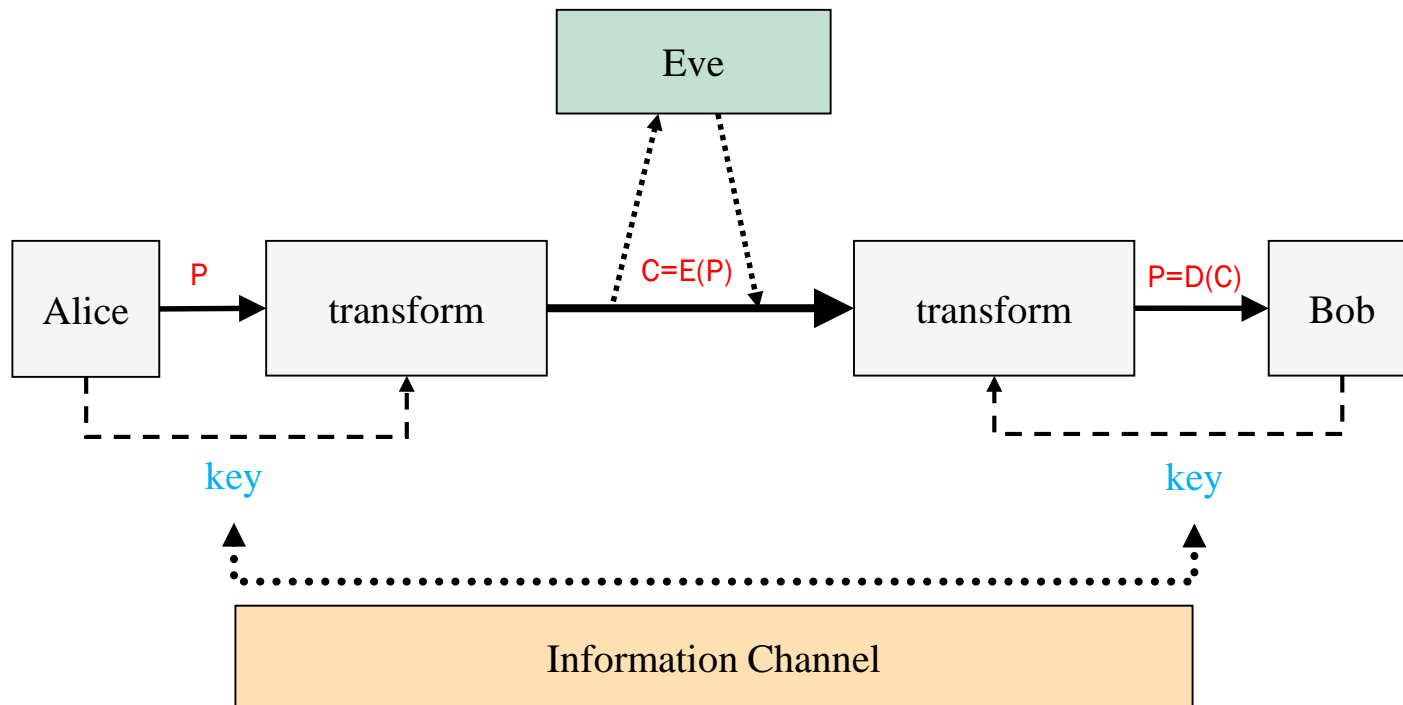 Eve
P
C=E(P)
P=D(C)
Alice
transform
transform
Bob
key
key
Information Channel